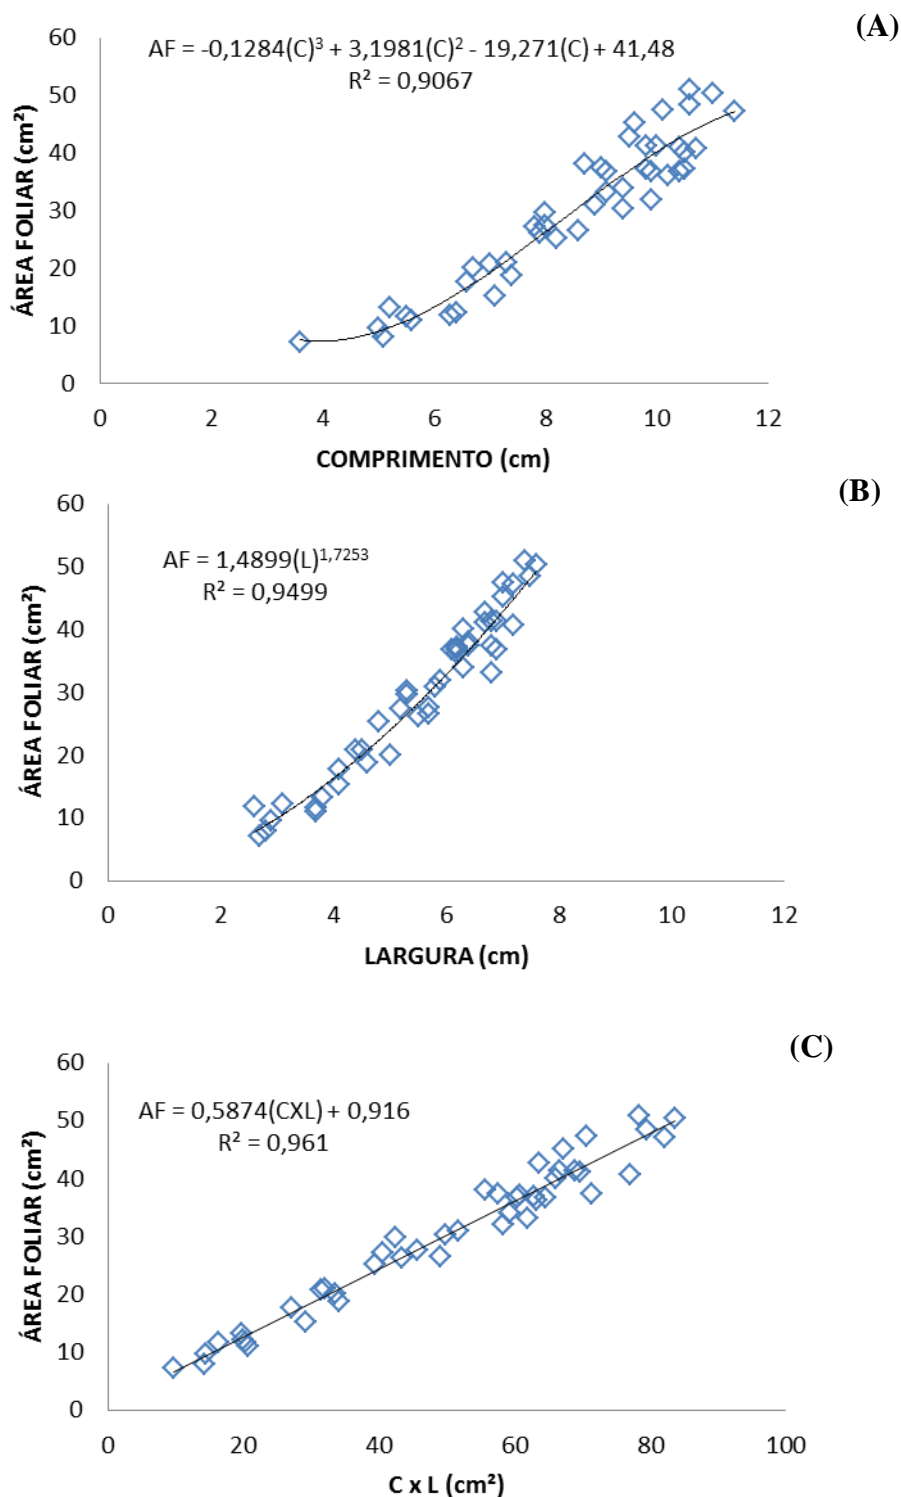 (A)
AF = -0,1284(C)³ + 3,1981(C)² - 19,271(C) + 41,48
R² = 0,9067
ÁREA FOLIAR (cm²)
60
50
40
30
20
10
0
0 2 4 6 8 10 12
COMPRIMENTO (cm)
(B)
AF = 1,4899(L)¹,⁷²⁵³
R² = 0,9499
ÁREA FOLIAR (cm²)
60
50
40
30
20
10
0
0 2 4 6 8 10 12
LARGURA (cm)
(C)
AF = 0,5874(CXL) + 0,916
R² = 0,961
ÁREA FOLIAR (cm²)
60
50
40
30
20
10
0
0 20 40 60 80 100
C x L (cm²)